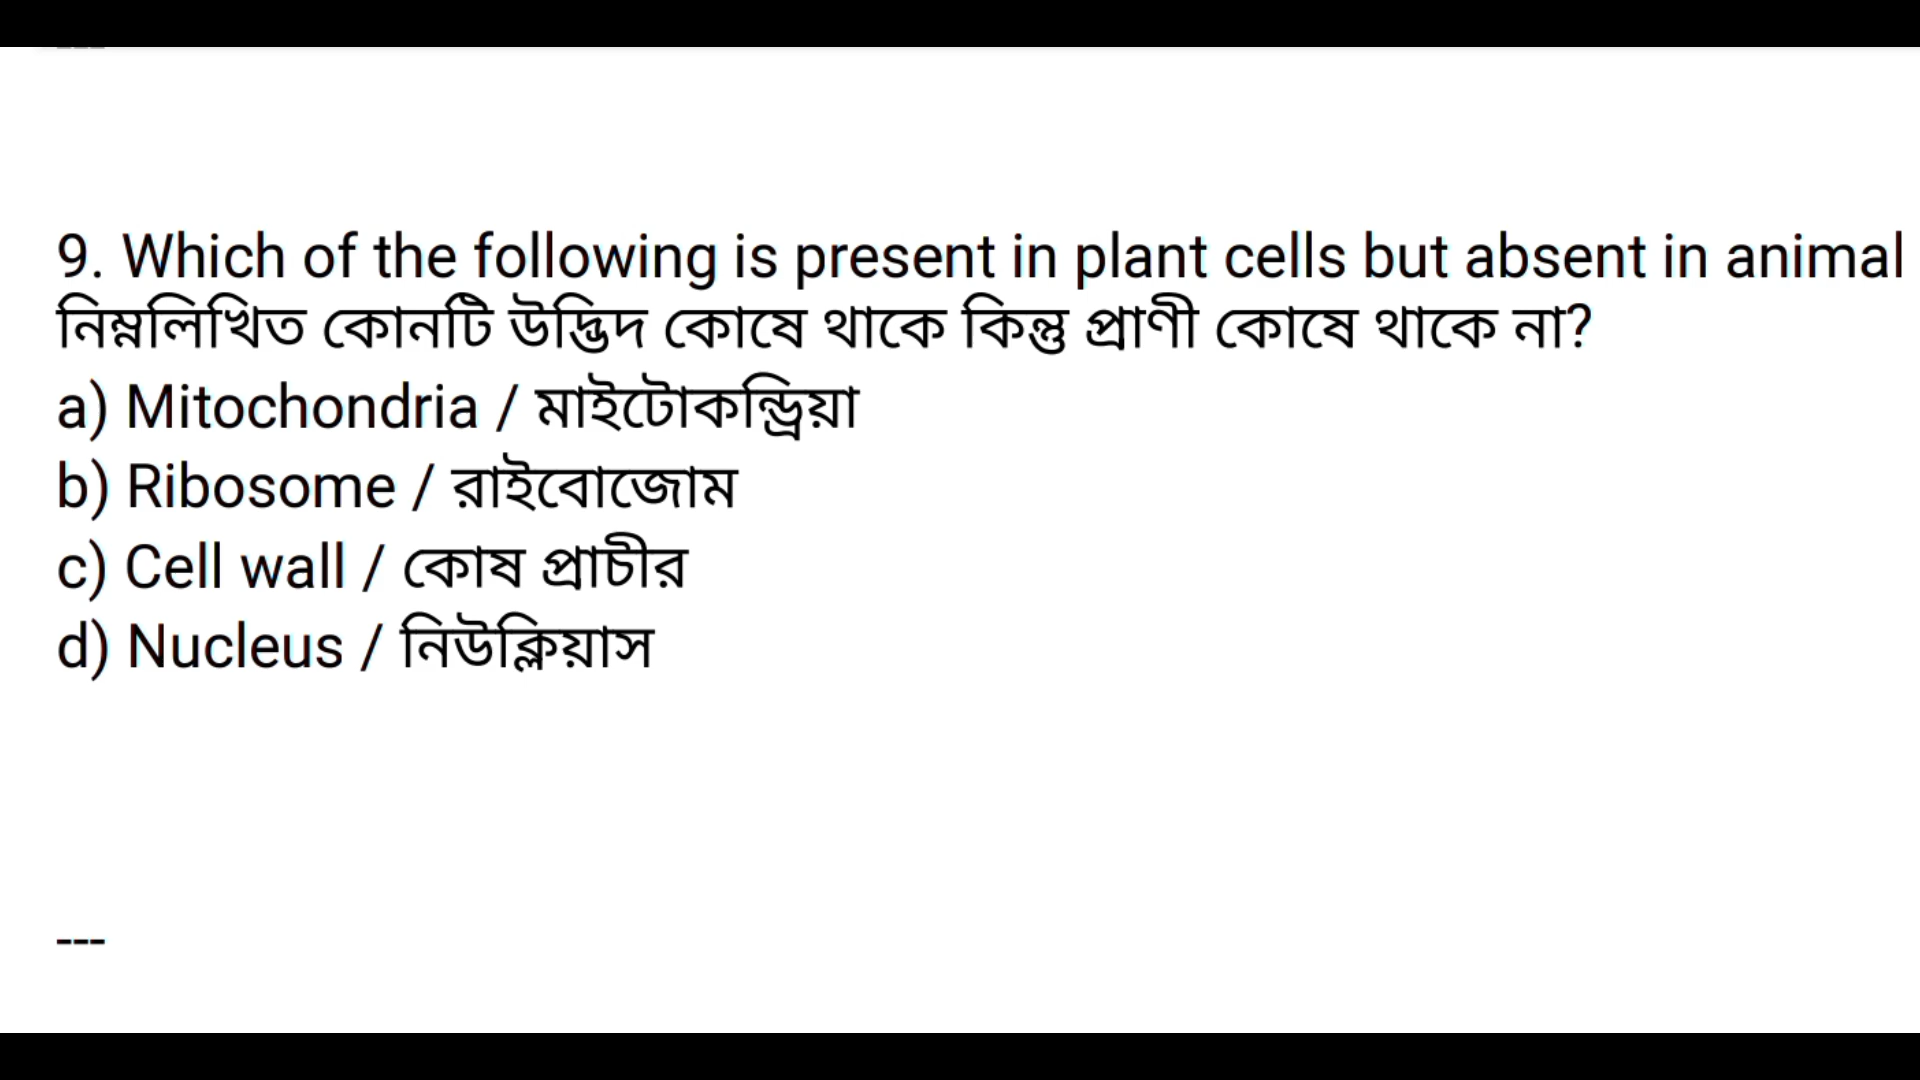 9. Which of the following is present in plant cells but absent in animal
নিম্নলিখিত কোনটি উদ্ভিদ কোষে থাকে কিন্তু প্রাণী কোষে থাকে না?
a) Mitochondria / মাইটোকন্ড্রিয়া
b) Ribosome / রাইবোজোম
c) Cell wall / কোষ প্রাচীর
d) Nucleus / নিউক্লিয়াস
---